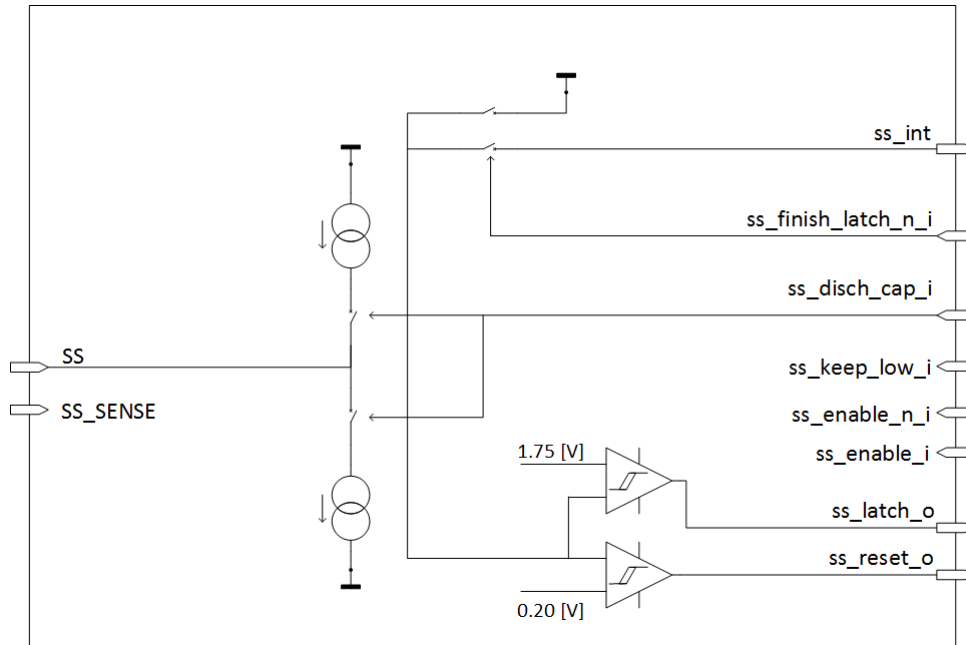 ss_int
ss_finish_latch_n_i
ss_disch_cap_i
SS
ss_keep_low_i
SS_SENSE
ss_enable_n_i
1.75 [V]
ss_enable_i
ss_latch_o
ss_reset_o
0.20 [V]